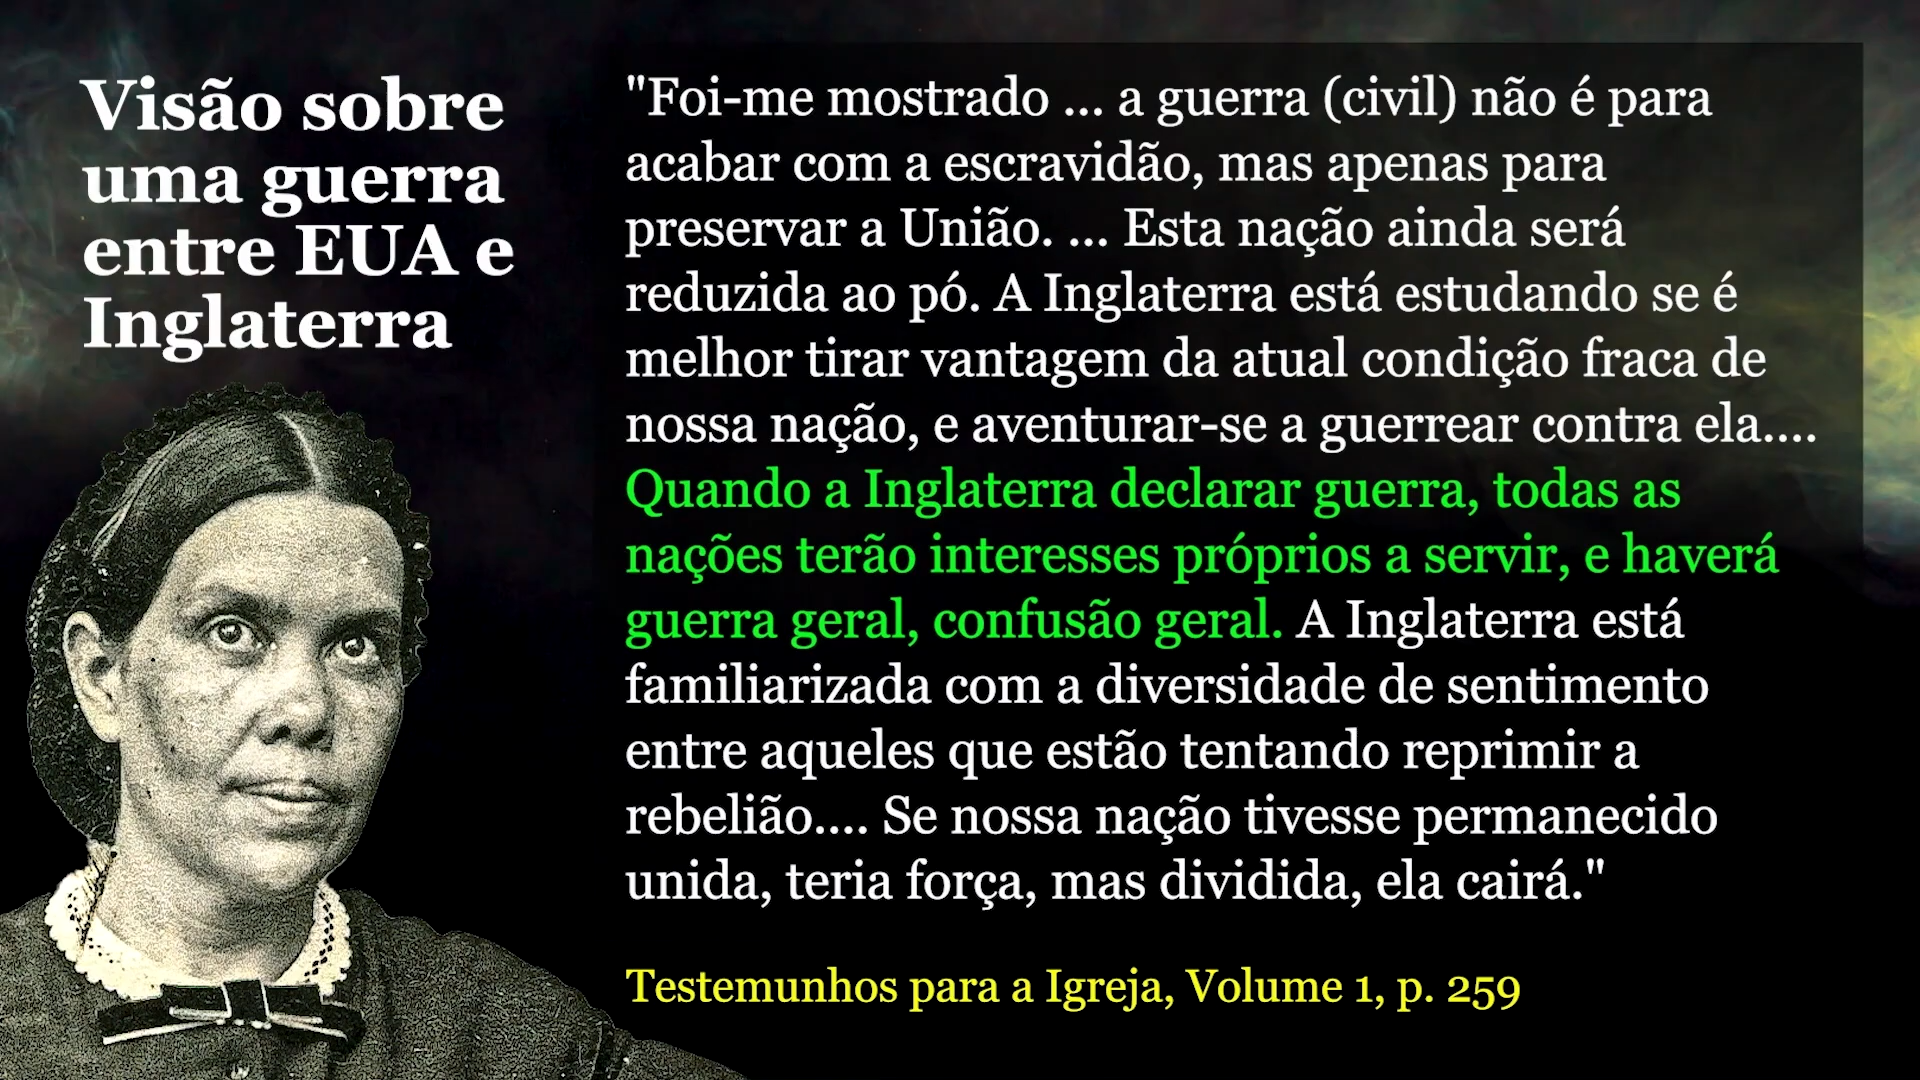 Visão sobre
uma guerra
entre EUA e
Inglaterra
"Foi-me mostrado ... a guerra (civil) não é para
acabar com a escravidão, mas apenas para
preservar a União. ... Esta nação ainda será
reduzida ao pó. A Inglaterra está estudando se é
melhor tirar vantagem da atual condição fraca de
nossa nação, e aventurar-se a guerrear contra ela....
Quando a Inglaterra declarar guerra, todas as
nações terão interesses próprios a servir, e haverá
guerra geral, confusão geral. A Inglaterra está
familiarizada com a diversidade de sentimento
entre aqueles que estão tentando reprimir a
rebelião.... Se nossa nação tivesse permanecido
unida, teria força, mas dividida, ela cairá."
Testemunhos para a Igreja, Volume 1, p. 259